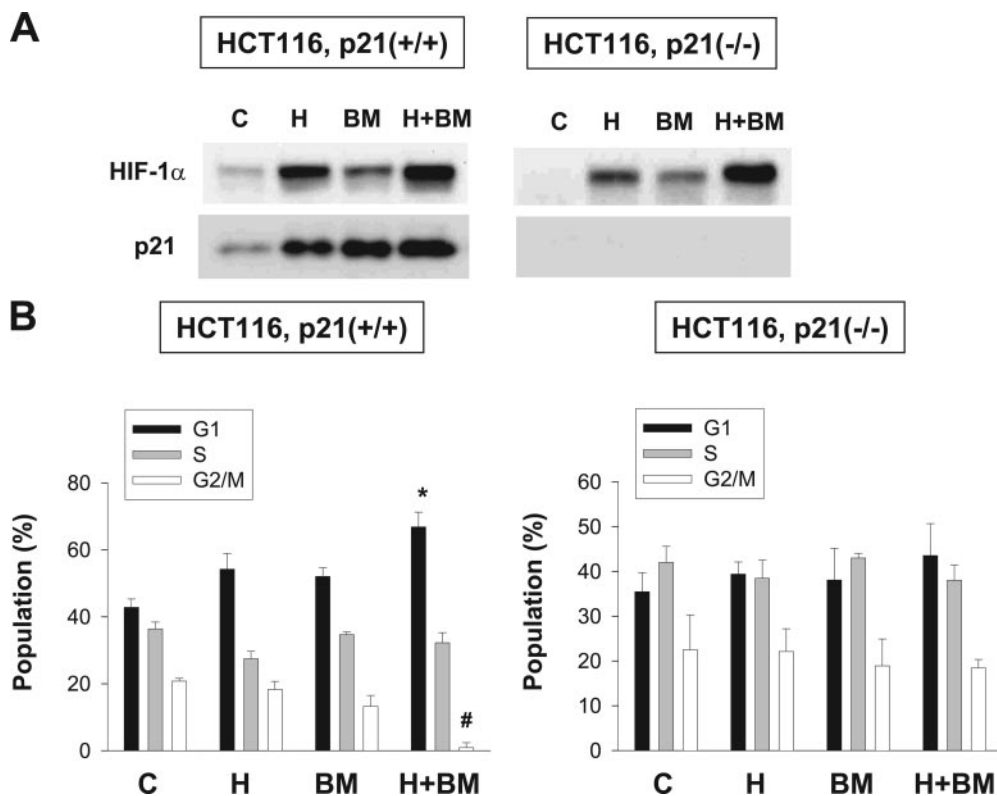 A
HCT116, p21(+/+)
HCT116, p21(-/-)
C H BM H+BM
C H BM H+BM
HIF-1α
p21
B
HCT116, p21(+/+)
HCT116, p21(-/-)
G1
S
G2/M
G1
S
G2/M
Population (%)
80
60
40
20
0
*
#
C H BM H+BM
Population (%)
60
50
40
30
20
10
0
C H BM H+BM